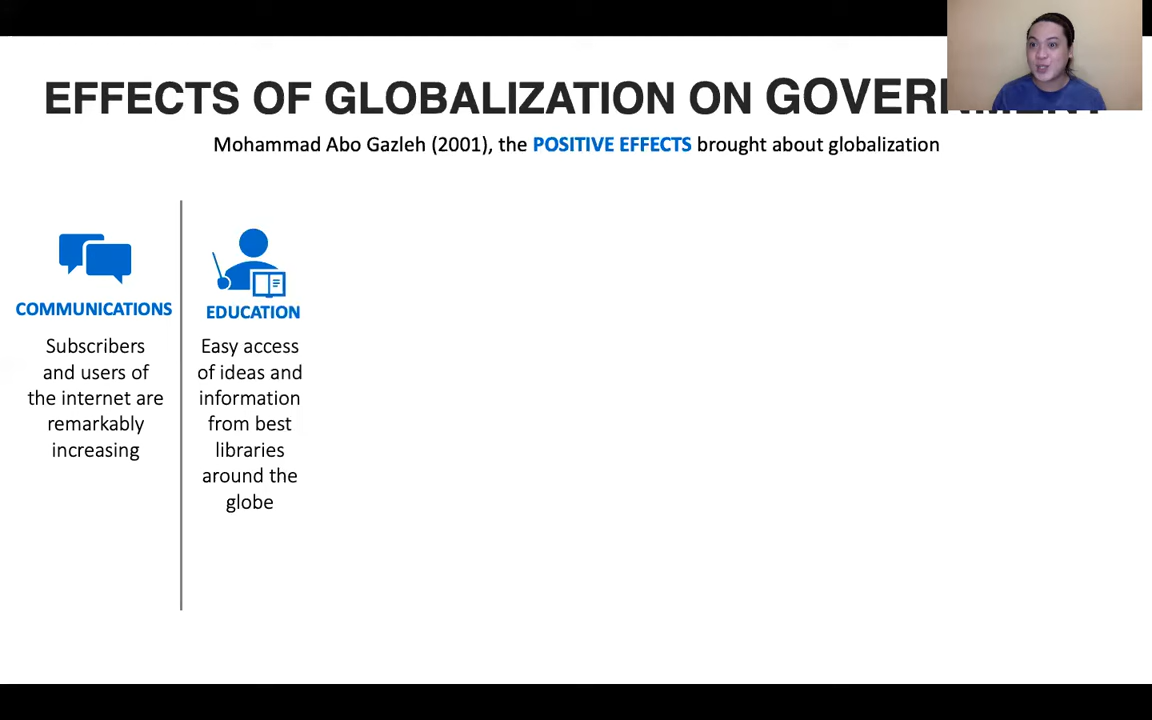 EFFECTS OF GLOBALIZATION ON GOVERNMENT
Mohammad Abo Gazleh (2001), the POSITIVE EFFECTS brought about globalization
COMMUNICATIONS
Subscribers
and users of
the internet are
remarkably
increasing
EDUCATION
Easy access
of ideas and
information
from best
libraries
around the
globe